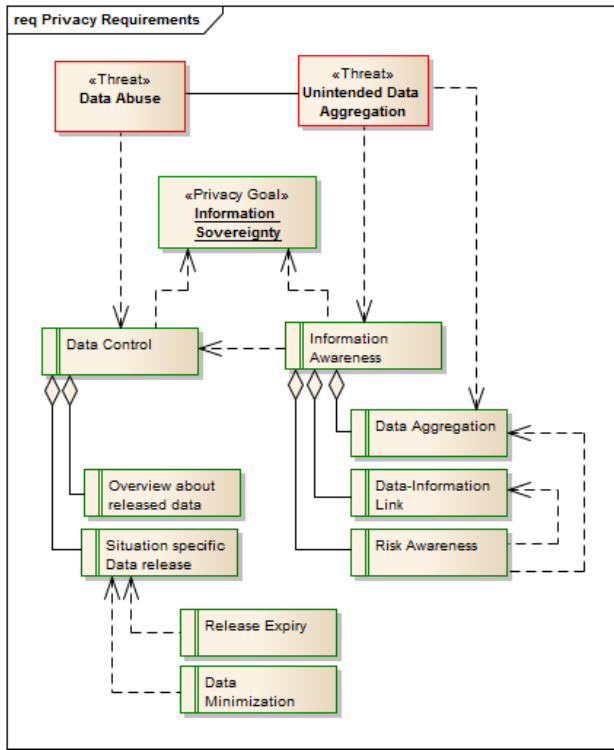 req Privacy Requirements
«Threat»
Data Abuse
«Threat»
Unintended Data
Aggregation
«Privacy Goal»
Information
Sovereignty
Data Control
Information
Awareness
Data Aggregation
Overview about
released data
Data-Information
Link
Situation specific
Data release
Risk Awareness
Release Expiry
Data
Minimization